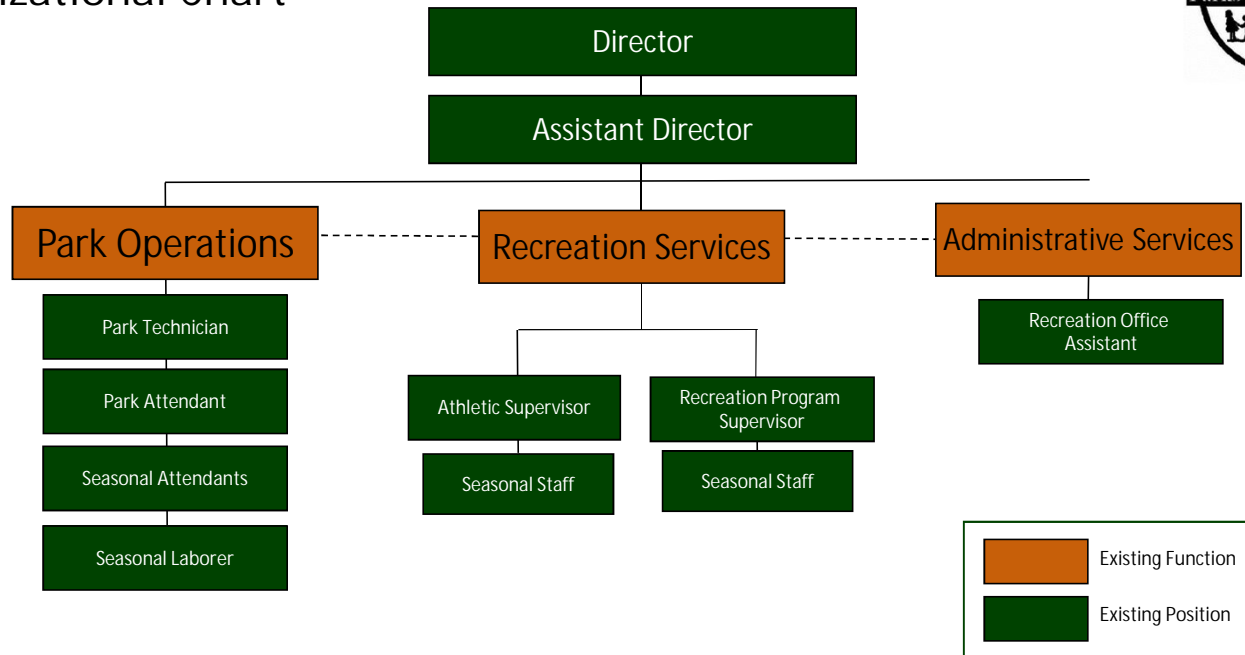 Director
Assistant Director
Park Operations
Recreation Services
Administrative Services
Park Technician
Recreation Office
Assistant
Park Attendant
Athletic Supervisor
Recreation Program
Supervisor
Seasonal Attendants
Seasonal Staff
Seasonal Staff
Seasonal Laborer
Existing Function
Existing Position